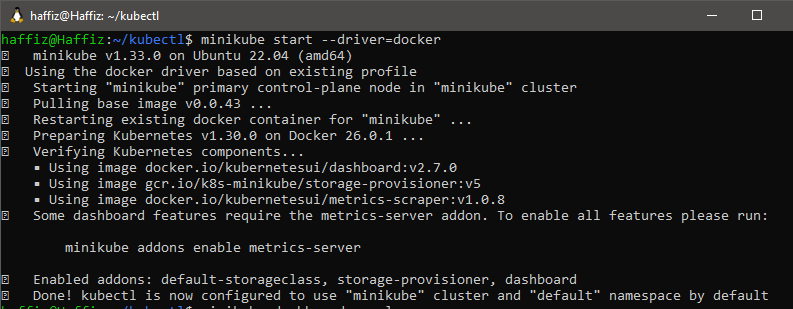 haffiz@Haffiz: ~/kubectl
haffiz@Haffiz:~/kubectl$ minikube start --driver=docker
minikube v1.33.0 on Ubuntu 22.04 (amd64)
Using the docker driver based on existing profile
Starting "minikube" primary control-plane node in "minikube" cluster
Pulling base image v0.0.43 ...
Restarting existing docker container for "minikube" ...
Preparing Kubernetes v1.30.0 on Docker 26.0.1 ...
Verifying Kubernetes components...
▪ Using image docker.io/kubernetesui/dashboard:v2.7.0
▪ Using image gcr.io/k8s-minikube/storage-provisioner:v5
▪ Using image docker.io/kubernetesui/metrics-scraper:v1.0.8
Some dashboard features require the metrics-server addon. To enable all features please run:
minikube addons enable metrics-server
Enabled addons: default-storageclass, storage-provisioner, dashboard
Done! kubectl is now configured to use "minikube" cluster and "default" namespace by default